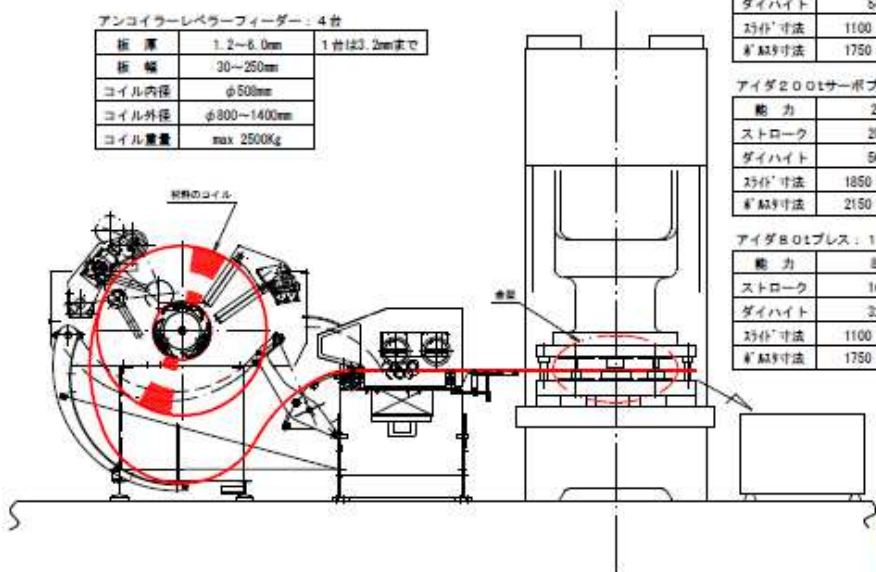 アンコイラーレベラーフィーダー：４台
板　厚　1.2～6.0mm　1台は3.2mmまで
板　幅　30～250mm
コイル内径　φ508mm
コイル外径　φ800～1400mm
コイル重量　max 2500Kg
材料のコイル
金型
ダイハイト
ｽﾗｲﾄﾞ寸法　1100
ﾎﾞﾙｽﾀ寸法　1750
アイダ２００tサーボプ
能　力　2
ストローク
ダイハイト
ｽﾗｲﾄﾞ寸法　1850
ﾎﾞﾙｽﾀ寸法　2150
アイダ８０tプレス：1
能　力　8
ストローク
ダイハイト
ｽﾗｲﾄﾞ寸法　1100
ﾎﾞﾙｽﾀ寸法　1750